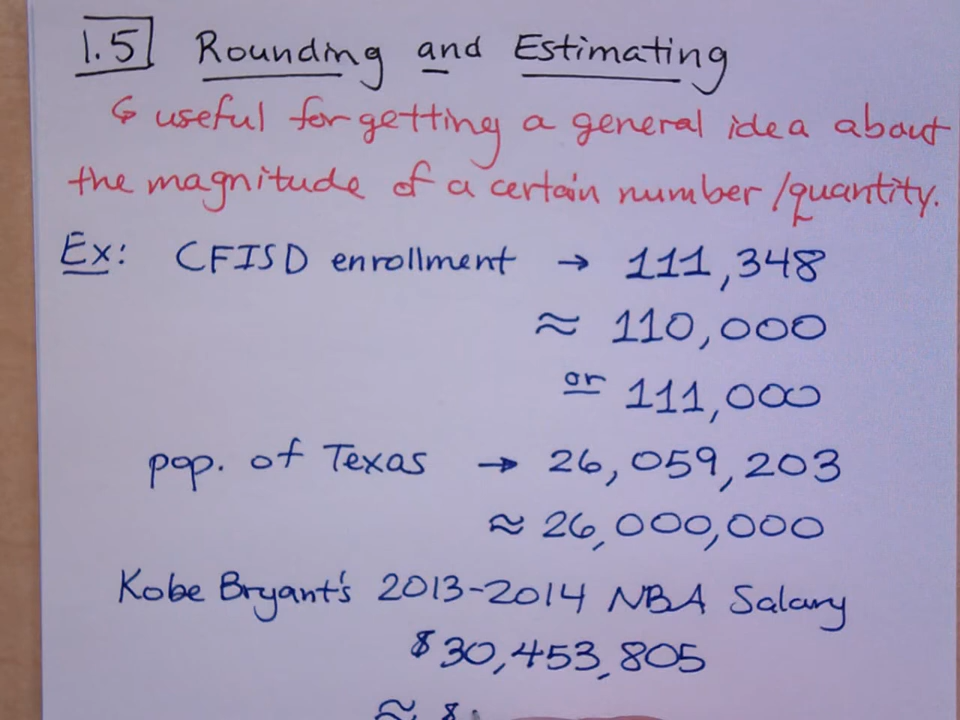 1.5 Rounding and Estimating
↳ useful for getting a general idea about
the magnitude of a certain number/quantity.
Ex: CFISD enrollment → 111,348
≈ 110,000
or 111,000
pop. of Texas → 26,059,203
≈ 26,000,000
Kobe Bryant's 2013-2014 NBA Salary
$30,453,805
≈ $